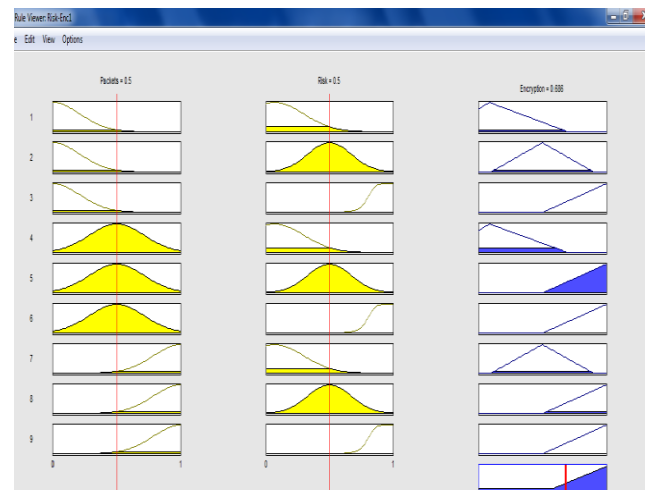 Rule Viewer: Risk-Enc1
e Edit View Options
Packets = 0.5 Risk = 0.5 Encryption = 0.686
1
2
3
4
5
6
7
8
9
0 1 0 1